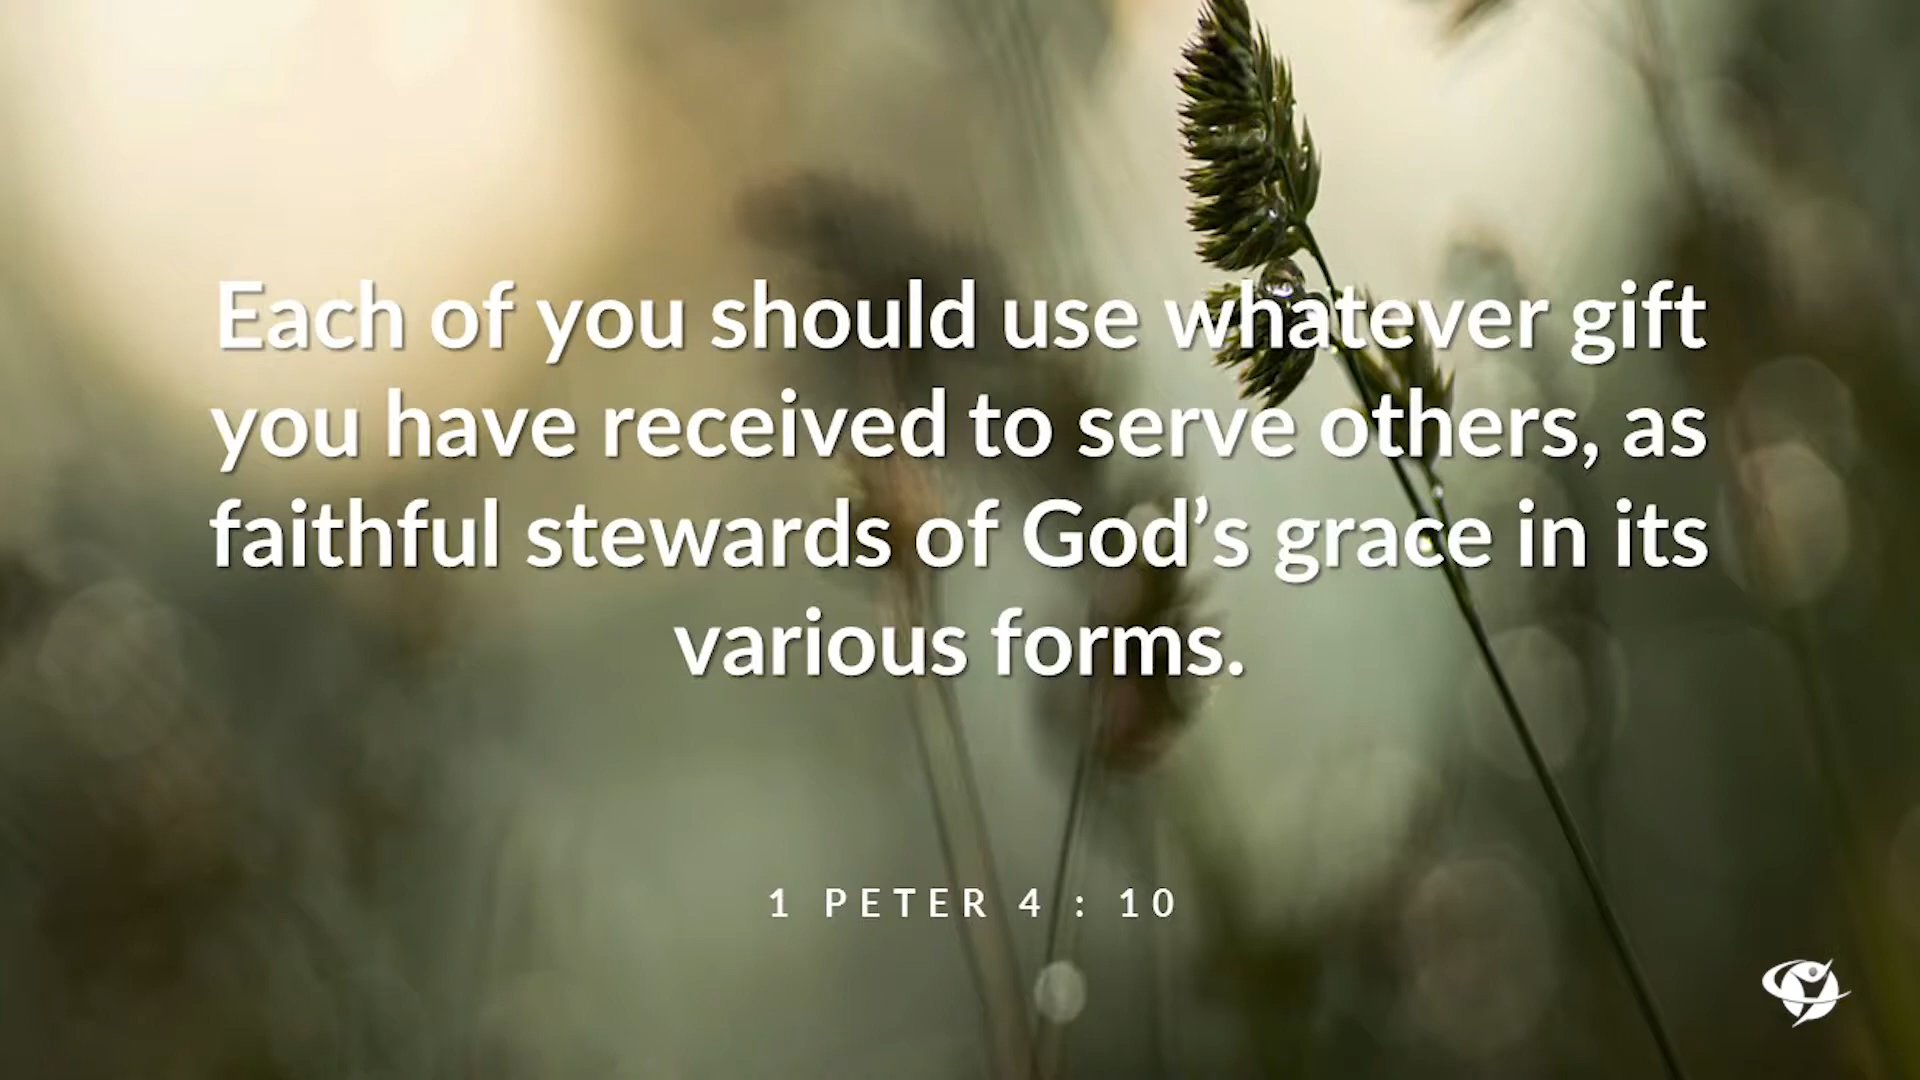 Each of you should use whatever gift
you have received to serve others, as
faithful stewards of God’s grace in its
various forms.
1 PETER 4 : 10